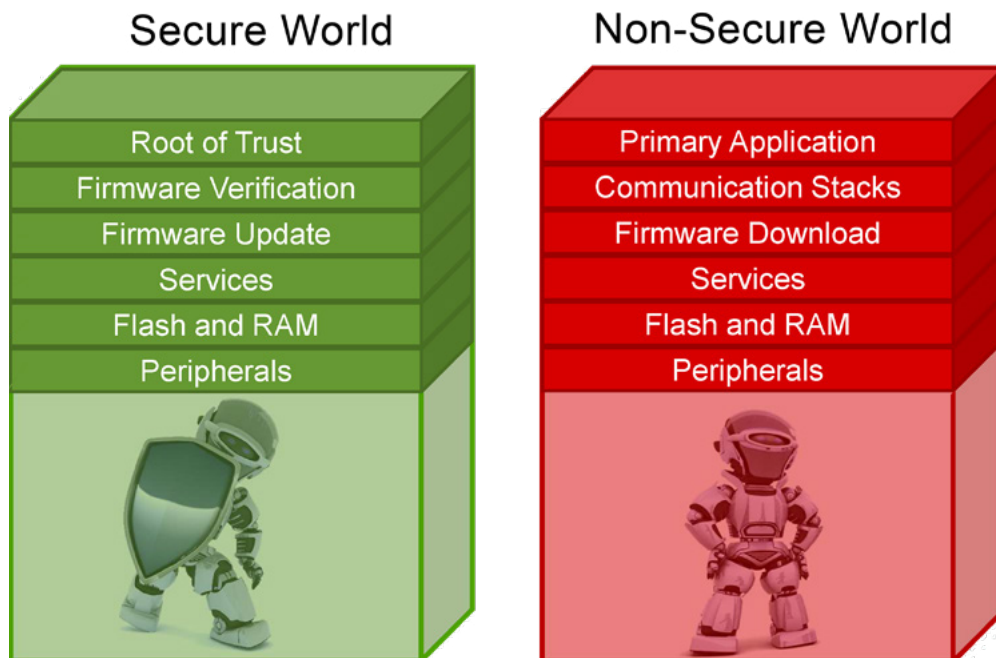 Secure World
Root of Trust
Firmware Verification
Firmware Update
Services
Flash and RAM
Peripherals
Non-Secure World
Primary Application
Communication Stacks
Firmware Download
Services
Flash and RAM
Peripherals